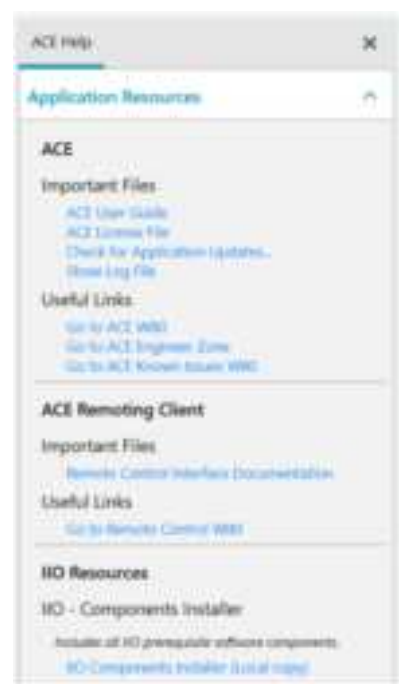 ACE Help
Application Resources
ACE
Important Files
ACE User Guide
ACE License File
Check for Application Updates...
Show Log File
Useful Links
Go to ACE WIKI
Go to ACE Engineer Zone
Go to ACE Known Issues WIKI
ACE Remoting Client
Important Files
Remote Control Interface Documentation
Useful Links
Go to Remote Control WIKI
IIO Resources
IIO - Components Installer
Includes all IIO prerequisite software components.
IIO Components Installer (Local copy)